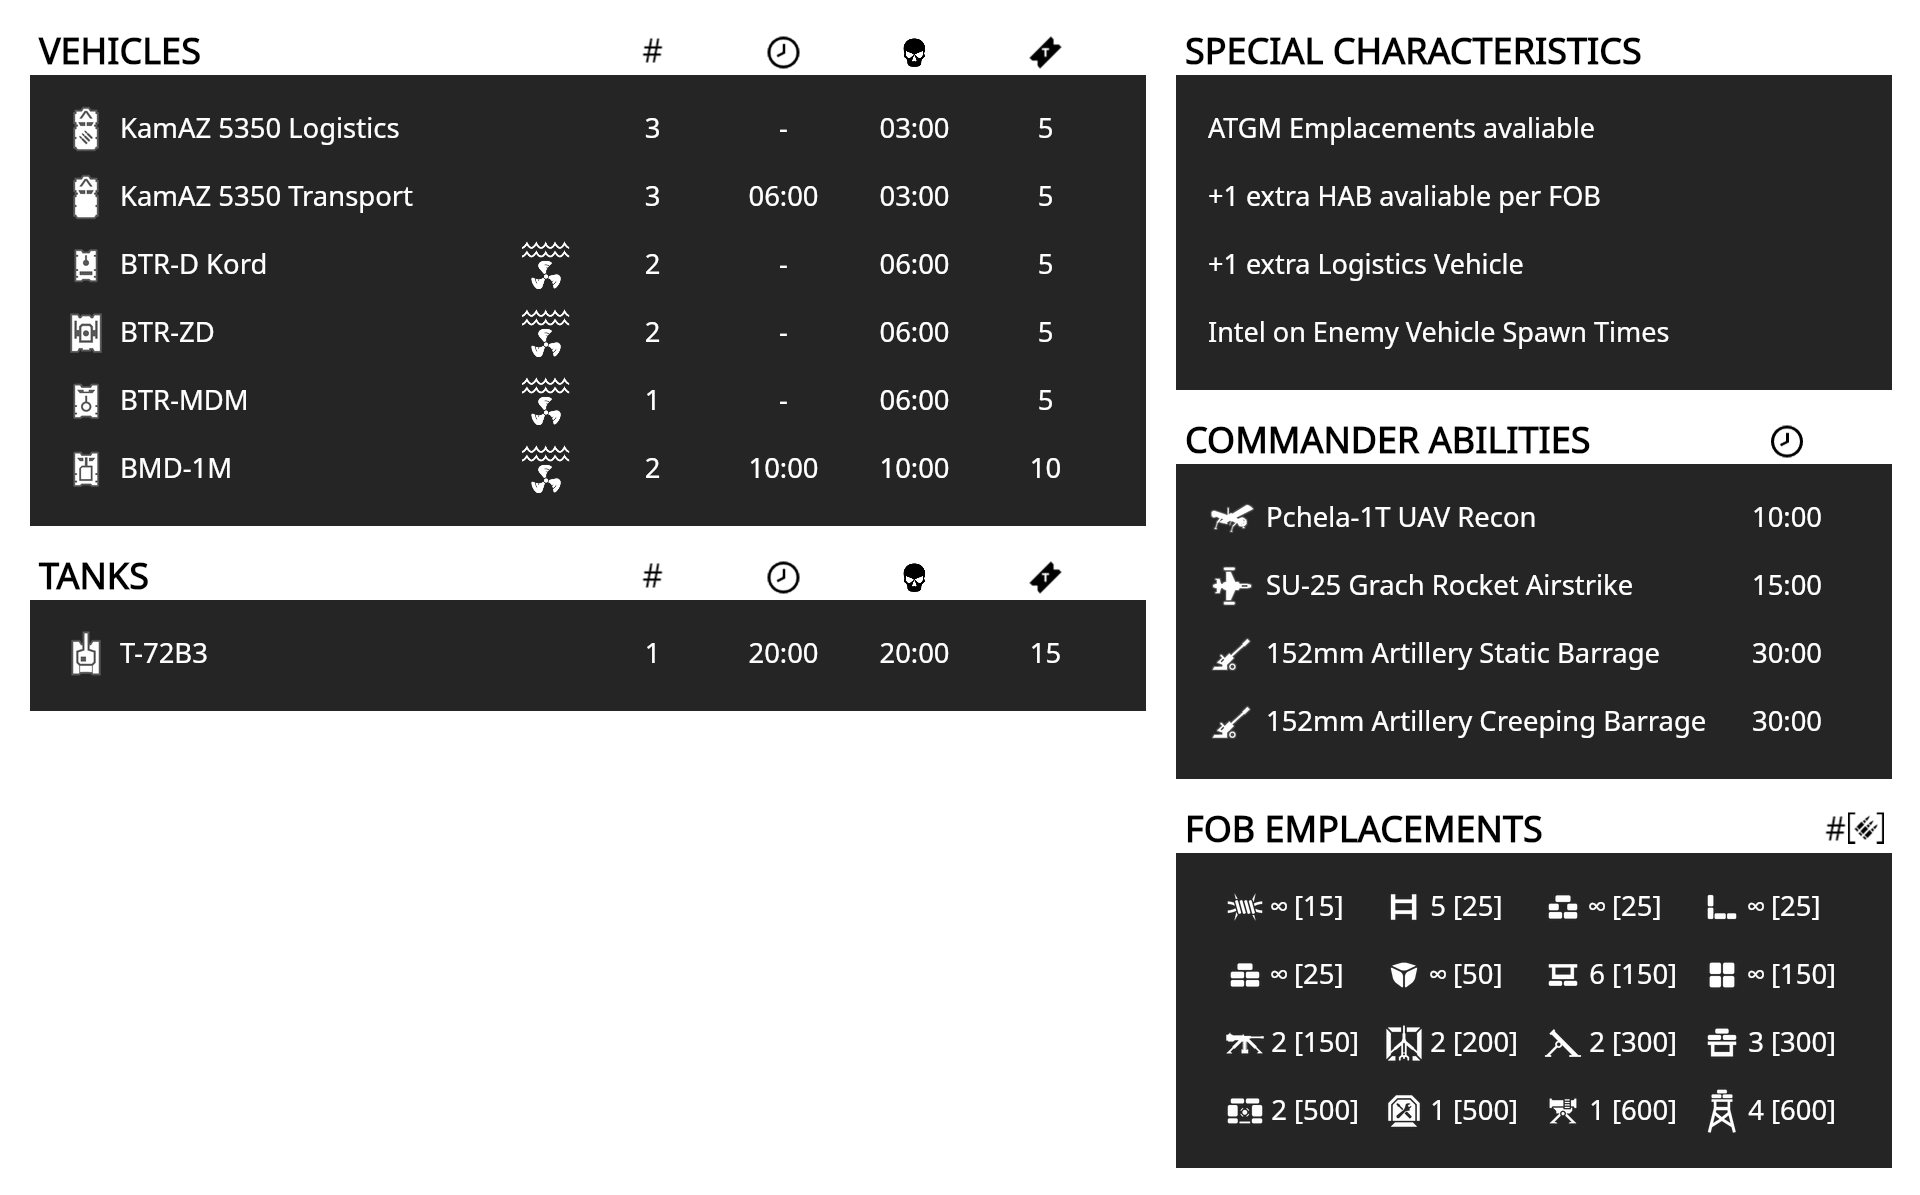 VEHICLES #
KamAZ 5350 Logistics 3 - 03:00 5
KamAZ 5350 Transport 3 06:00 03:00 5
BTR-D Kord 2 - 06:00 5
BTR-ZD 2 - 06:00 5
BTR-MDM 1 - 06:00 5
BMD-1M 2 10:00 10:00 10
TANKS #
T-72B3 1 20:00 20:00 15
SPECIAL CHARACTERISTICS
ATGM Emplacements avaliable
+1 extra HAB avaliable per FOB
+1 extra Logistics Vehicle
Intel on Enemy Vehicle Spawn Times
COMMANDER ABILITIES
Pchela-1T UAV Recon 10:00
SU-25 Grach Rocket Airstrike 15:00
152mm Artillery Static Barrage 30:00
152mm Artillery Creeping Barrage 30:00
FOB EMPLACEMENTS #[]
∞ [15] 5 [25] ∞ [25] ∞ [25]
∞ [25] ∞ [50] 6 [150] ∞ [150]
2 [150] 2 [200] 2 [300] 3 [300]
2 [500] 1 [500] 1 [600] 4 [600]